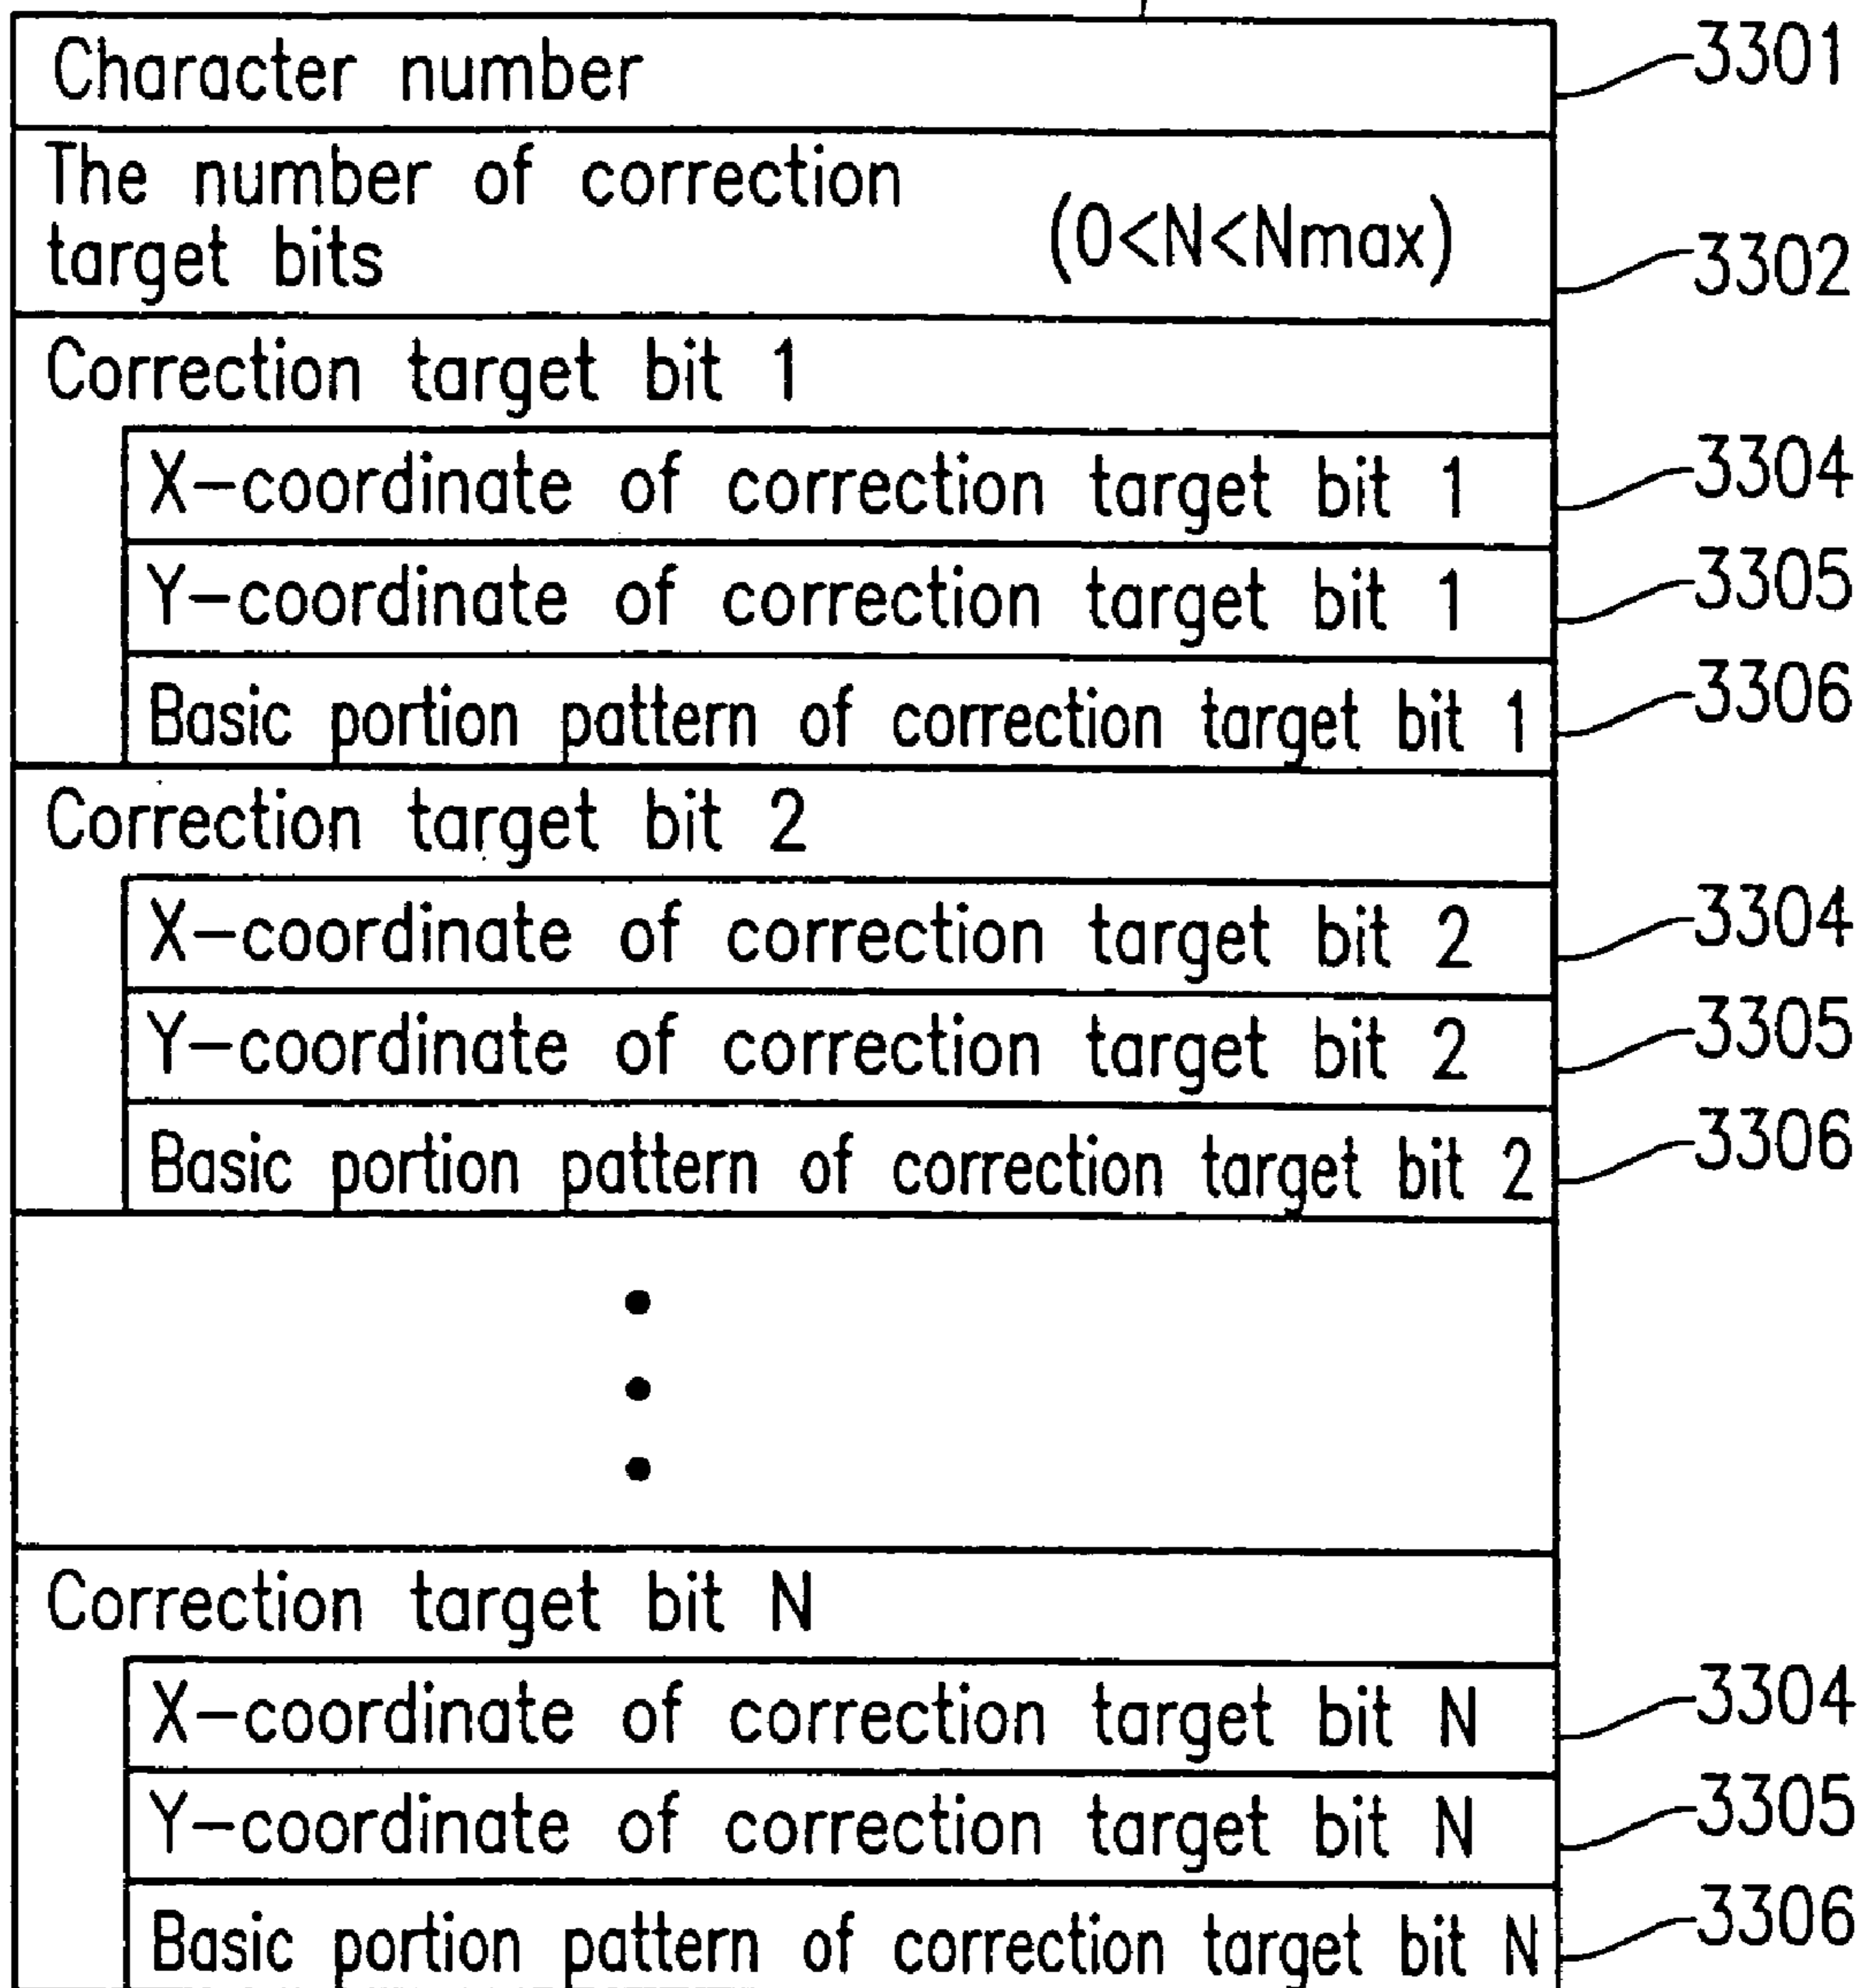 Character number 3301
The number of correction
target bits (0<N<Nmax) 3302
Correction target bit 1
X-coordinate of correction target bit 1 3304
Y-coordinate of correction target bit 1 3305
Basic portion pattern of correction target bit 1 3306
Correction target bit 2
X-coordinate of correction target bit 2 3304
Y-coordinate of correction target bit 2 3305
Basic portion pattern of correction target bit 2 3306
Correction target bit N
X-coordinate of correction target bit N 3304
Y-coordinate of correction target bit N 3305
Basic portion pattern of correction target bit N 3306